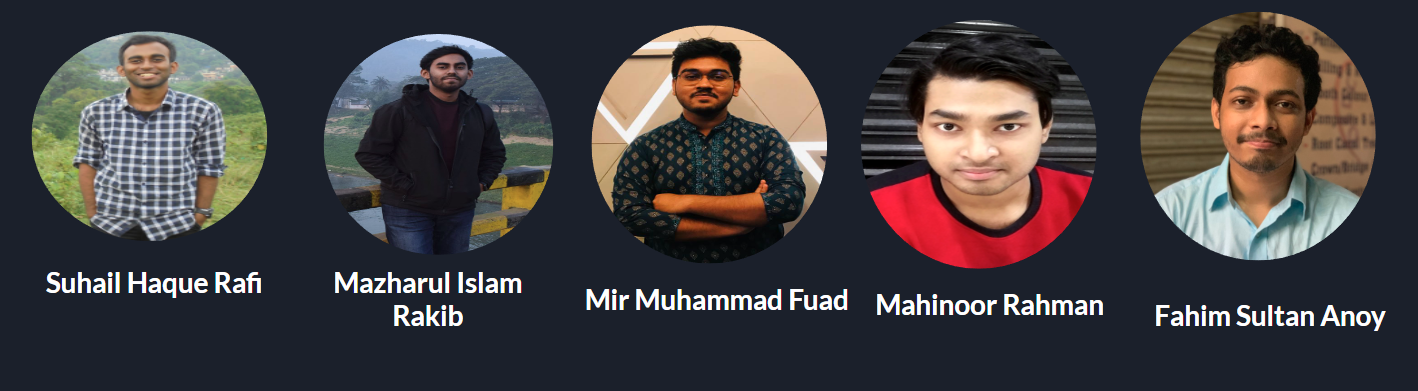 Suhail Haque Rafi
Mazharul Islam
Rakib
Mir Muhammad Fuad
Mahinoor Rahman
Fahim Sultan Anoy